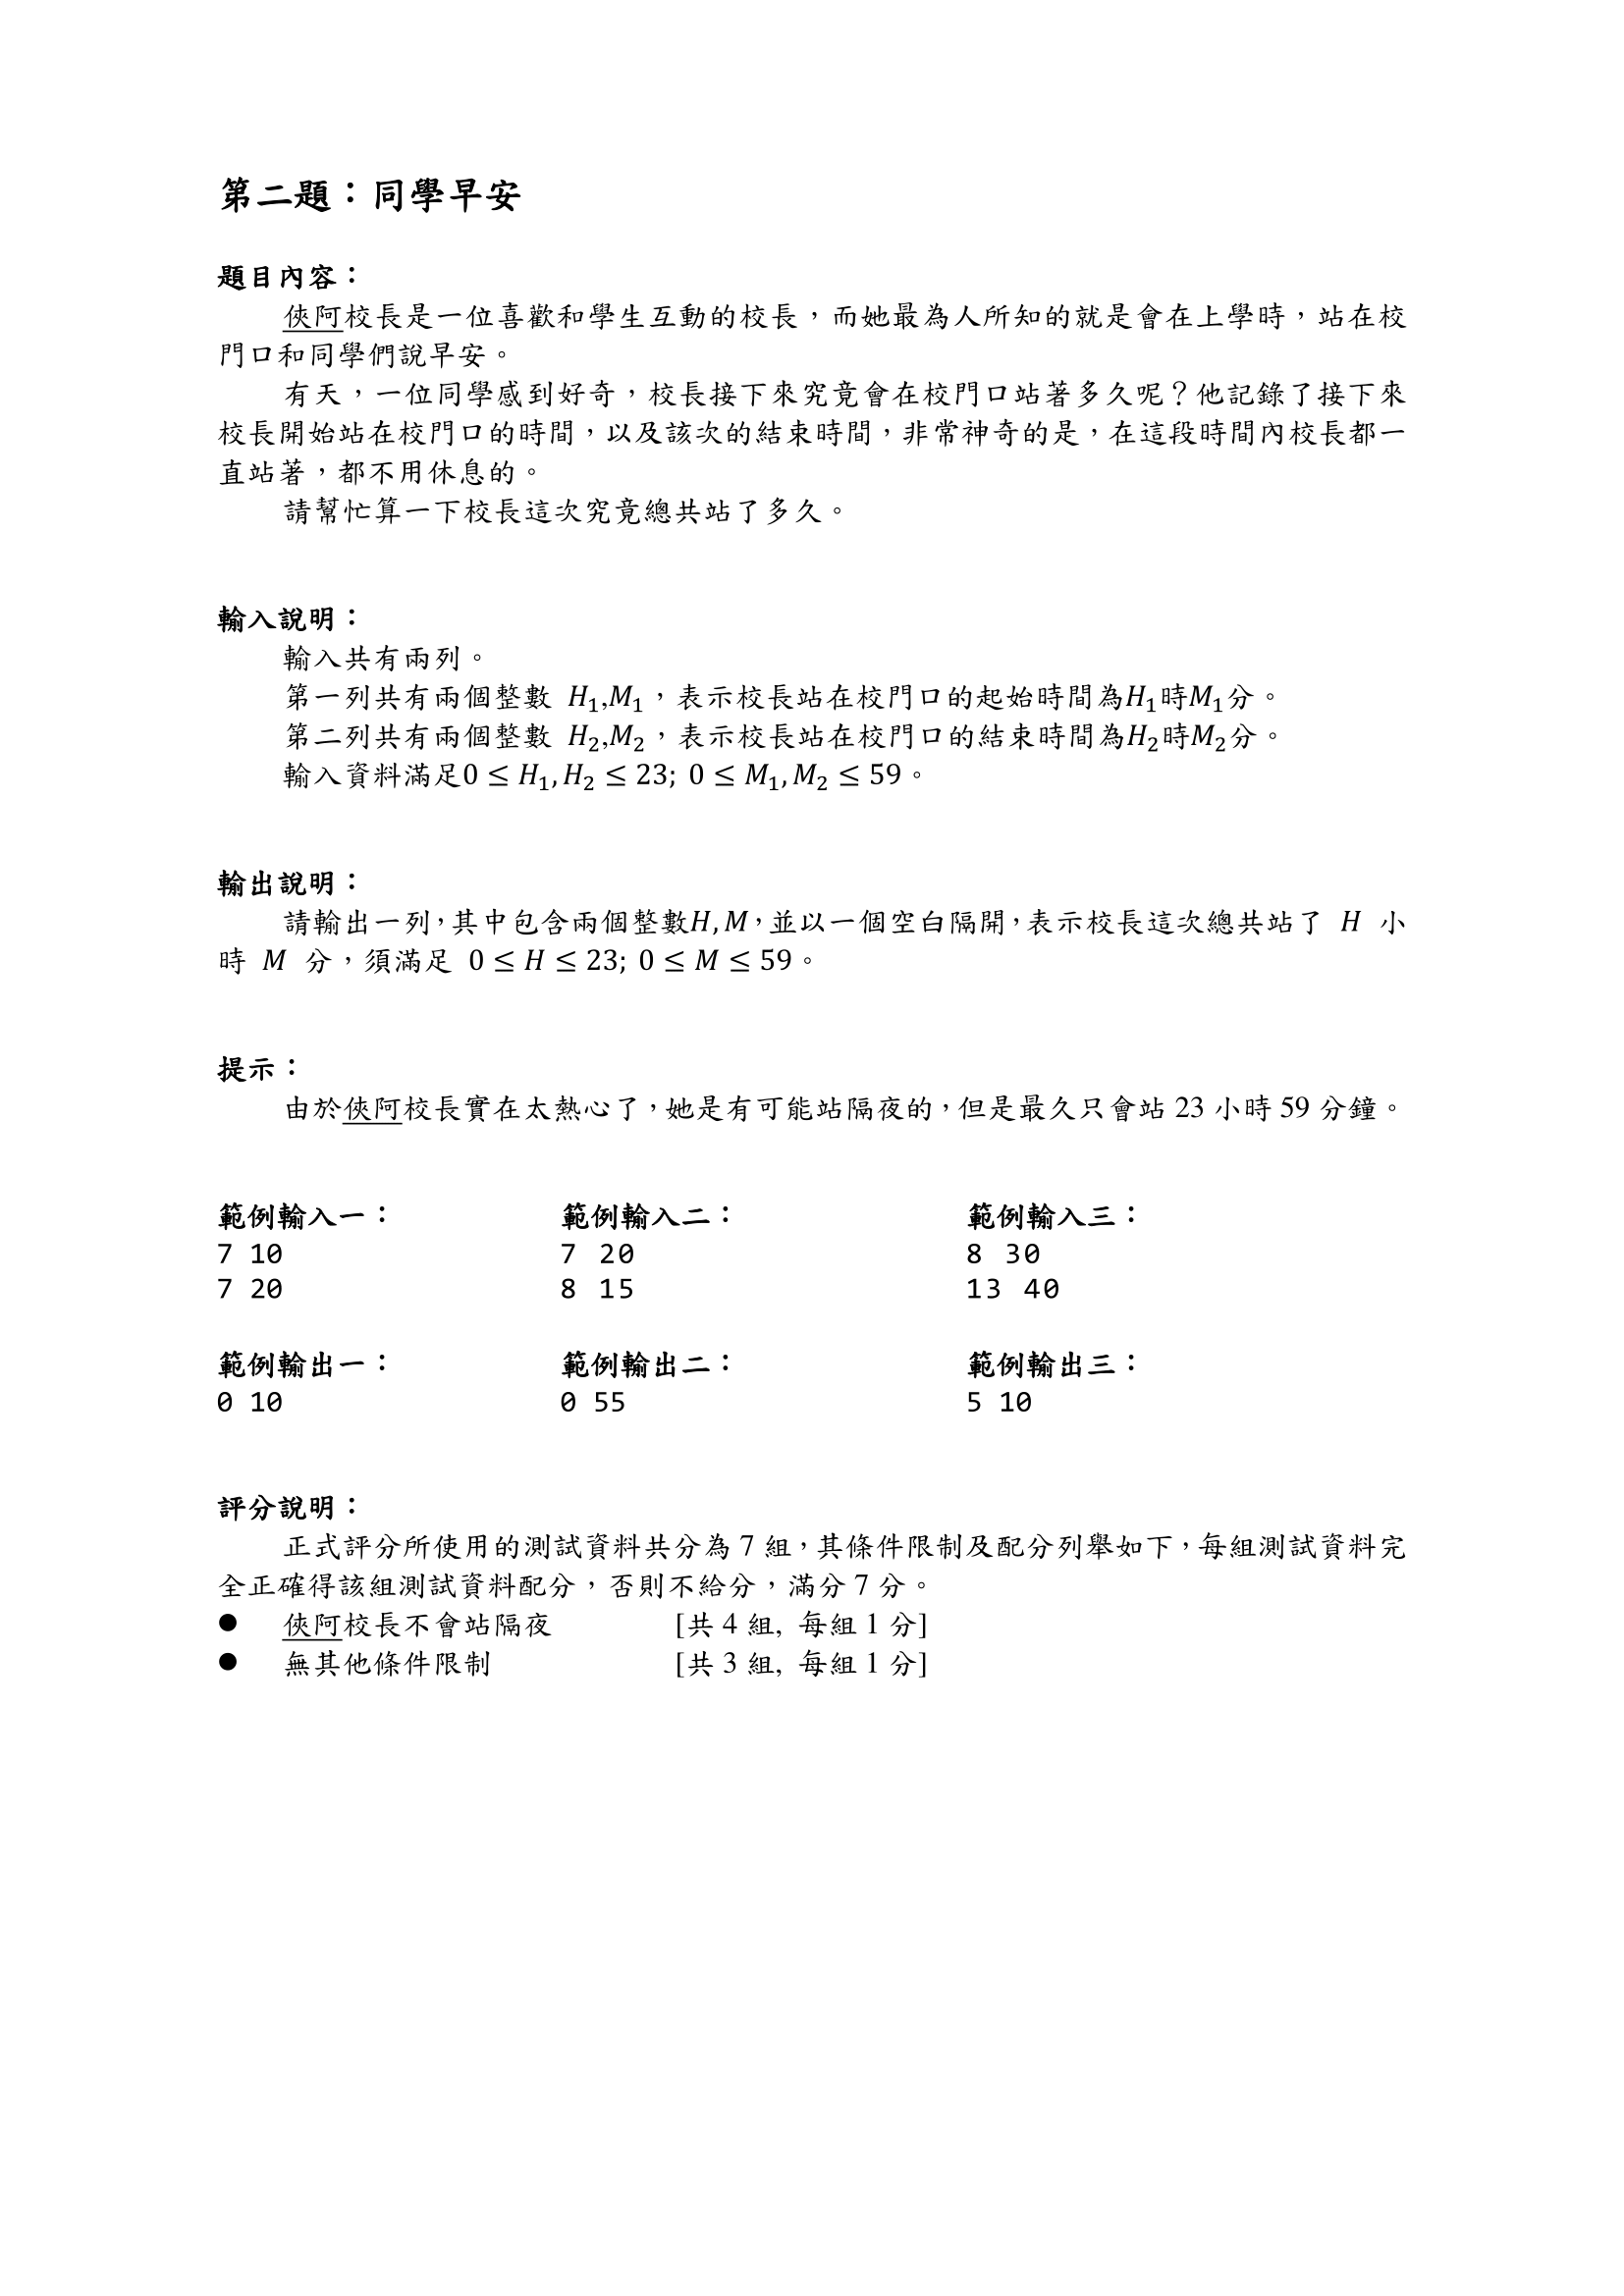 第二題：同學早安
題目內容：
俠阿校長是一位喜歡和學生互動的校長，而她最為人所知的就是會在上學時，站在校
門口和同學們說早安。
有天，一位同學感到好奇，校長接下來究竟會在校門口站著多久呢？他記錄了接下來
校長開始站在校門口的時間，以及該次的結束時間，非常神奇的是，在這段時間內校長都一
直站著，都不用休息的。
請幫忙算一下校長這次究竟總共站了多久。
輸入說明：
輸入共有兩列。
第一列共有兩個整數 H₁,M₁，表示校長站在校門口的起始時間為H₁時M₁分。
第二列共有兩個整數 H₂,M₂，表示校長站在校門口的結束時間為H₂時M₂分。
輸入資料滿足0 ≤ H₁, H₂ ≤ 23; 0 ≤ M₁, M₂ ≤ 59。
輸出說明：
請輸出一列，其中包含兩個整數H, M，並以一個空白隔開，表示校長這次總共站了 H 小
時 M 分，須滿足 0 ≤ H ≤ 23; 0 ≤ M ≤ 59。
提示：
由於俠阿校長實在太熱心了，她是有可能站隔夜的，但是最久只會站 23 小時 59 分鐘。
範例輸入一： 範例輸入二： 範例輸入三：
7 10 7 20 8 30
7 20 8 15 13 40
範例輸出一： 範例輸出二： 範例輸出三：
0 10 0 55 5 10
評分說明：
正式評分所使用的測試資料共分為 7 組，其條件限制及配分列舉如下，每組測試資料完
全正確得該組測試資料配分，否則不給分，滿分 7 分。
● 俠阿校長不會站隔夜 [共 4 組, 每組 1 分]
● 無其他條件限制 [共 3 組, 每組 1 分]